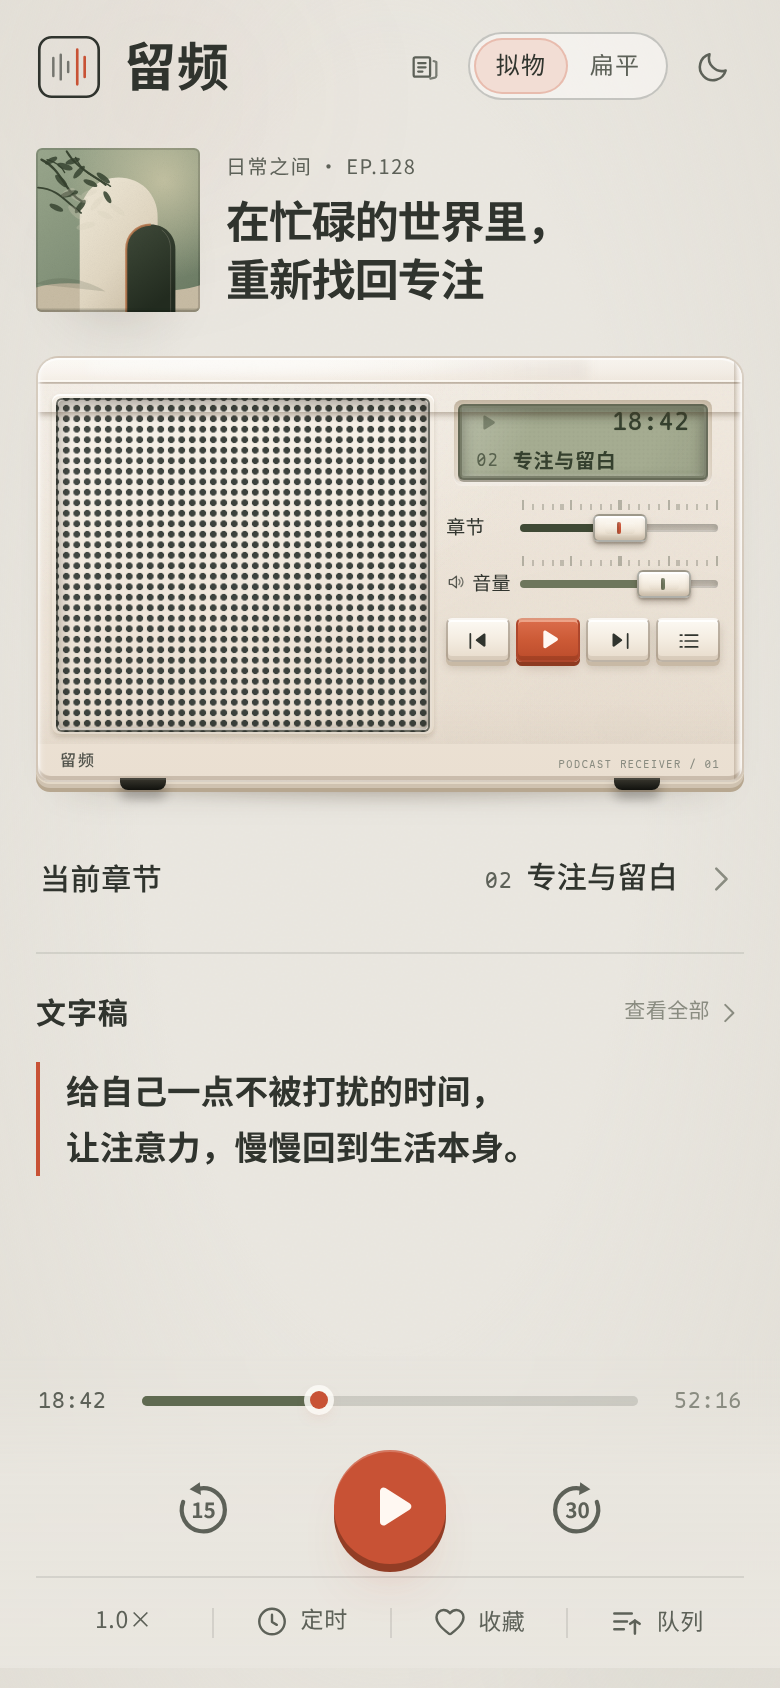 留频
拟物
扁平
日常之间 · EP.128
在忙碌的世界里，
重新找回专注
18:42
02 专注与留白
章节
音量
留频
PODCAST RECEIVER / 01
当前章节
02 专注与留白
文字稿
查看全部
给自己一点不被打扰的时间，
让注意力，慢慢回到生活本身。
18:42
52:16
15
30
1.0×
定时
收藏
队列